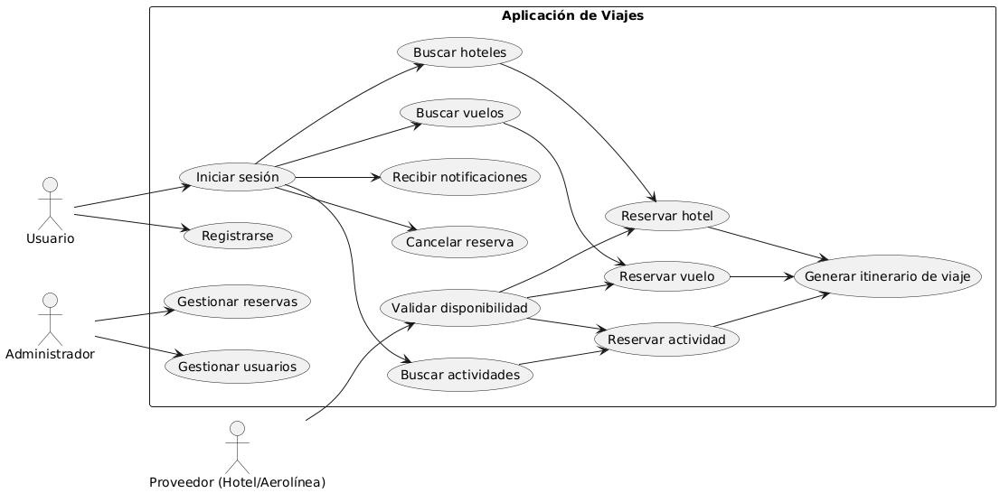 Aplicación de Viajes
Buscar hoteles
Buscar vuelos
Iniciar sesión
Recibir notificaciones
Usuario
Registrarse
Cancelar reserva
Reservar hotel
Reservar vuelo
Generar itinerario de viaje
Gestionar reservas
Validar disponibilidad
Reservar actividad
Administrador
Gestionar usuarios
Buscar actividades
Proveedor (Hotel/Aerolínea)